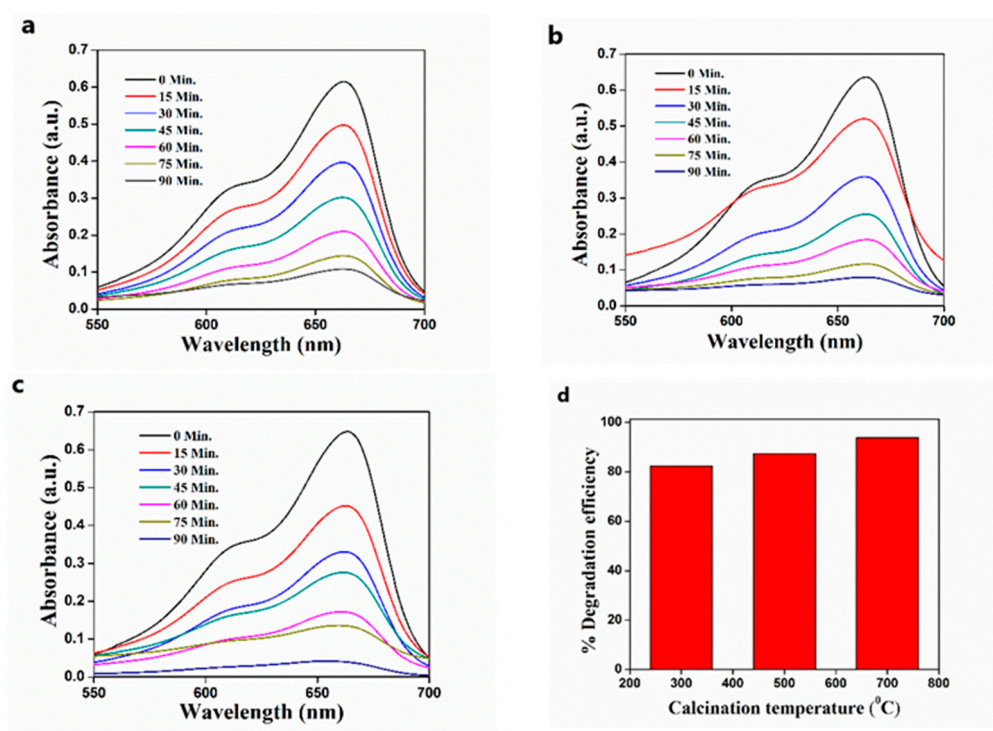 a
0.7
0.6
0.5
0.4
0.3
0.2
0.1
0.0
Absorbance (a.u.)
0 Min.
15 Min.
30 Min.
45 Min.
60 Min.
75 Min.
90 Min.
550 600 650 700
Wavelength (nm)
b
0.7
0.6
0.5
0.4
0.3
0.2
0.1
0.0
Absorbance (a.u.)
0 Min.
15 Min.
30 Min.
45 Min.
60 Min.
75 Min.
90 Min.
550 600 650 700
Wavelength (nm)
c
0.7
0.6
0.5
0.4
0.3
0.2
0.1
0.0
Absorbance (a.u.)
0 Min.
15 Min.
30 Min.
45 Min.
60 Min.
75 Min.
90 Min.
550 600 650 700
Wavelength (nm)
d
100
80
60
40
20
0
% Degradation efficiency
200 300 400 500 600 700 800
Calcination temperature (⁰C)